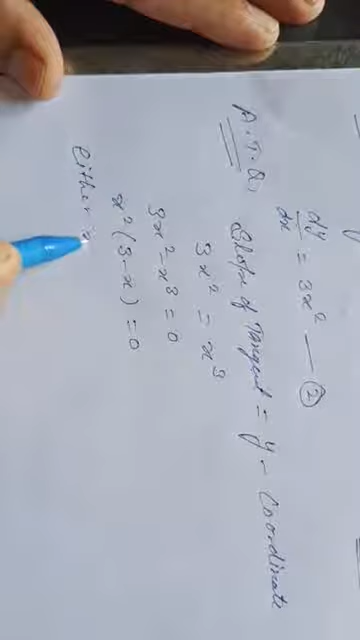 dy/dx = 3x² — ②
A.T.Q.
Slope of Tangent = y - Coordinate
3x² = x³
3x² - x³ = 0
x²(3-x) = 0
Either